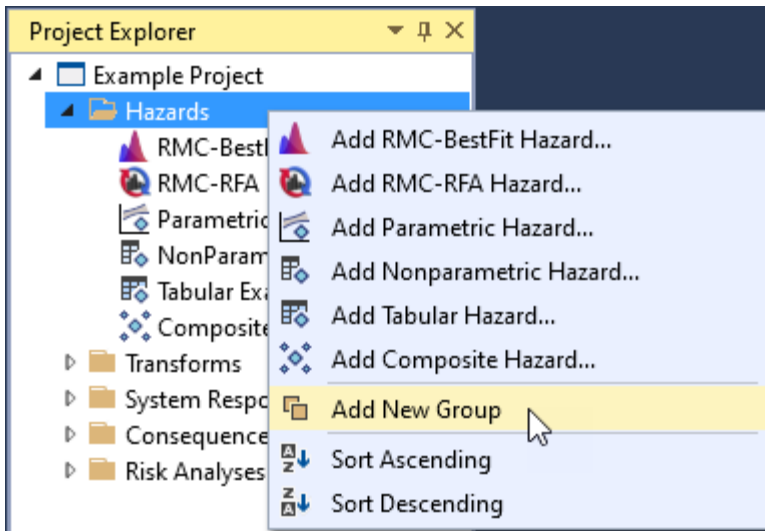 Project Explorer
Example Project
Hazards
RMC-Best
RMC-RFA
Parametric
NonParam
Tabular Exa
Composite
Transforms
System Respo
Consequence
Risk Analyses
Add RMC-BestFit Hazard...
Add RMC-RFA Hazard...
Add Parametric Hazard...
Add Nonparametric Hazard...
Add Tabular Hazard...
Add Composite Hazard...
Add New Group
Sort Ascending
Sort Descending